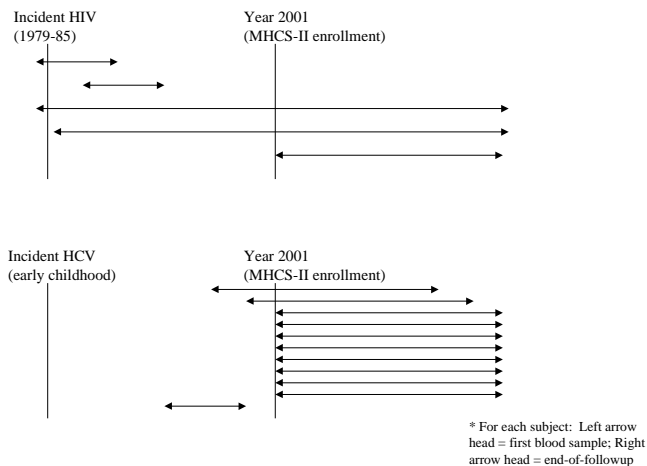 Incident HIV
(1979-85)
Year 2001
(MHCS-II enrollment)
Incident HCV
(early childhood)
Year 2001
(MHCS-II enrollment)
* For each subject: Left arrow
head = first blood sample; Right
arrow head = end-of-followup